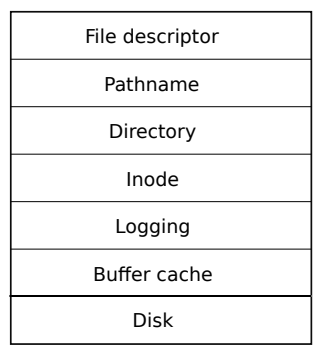 File descriptor
Pathname
Directory
Inode
Logging
Buffer cache
Disk